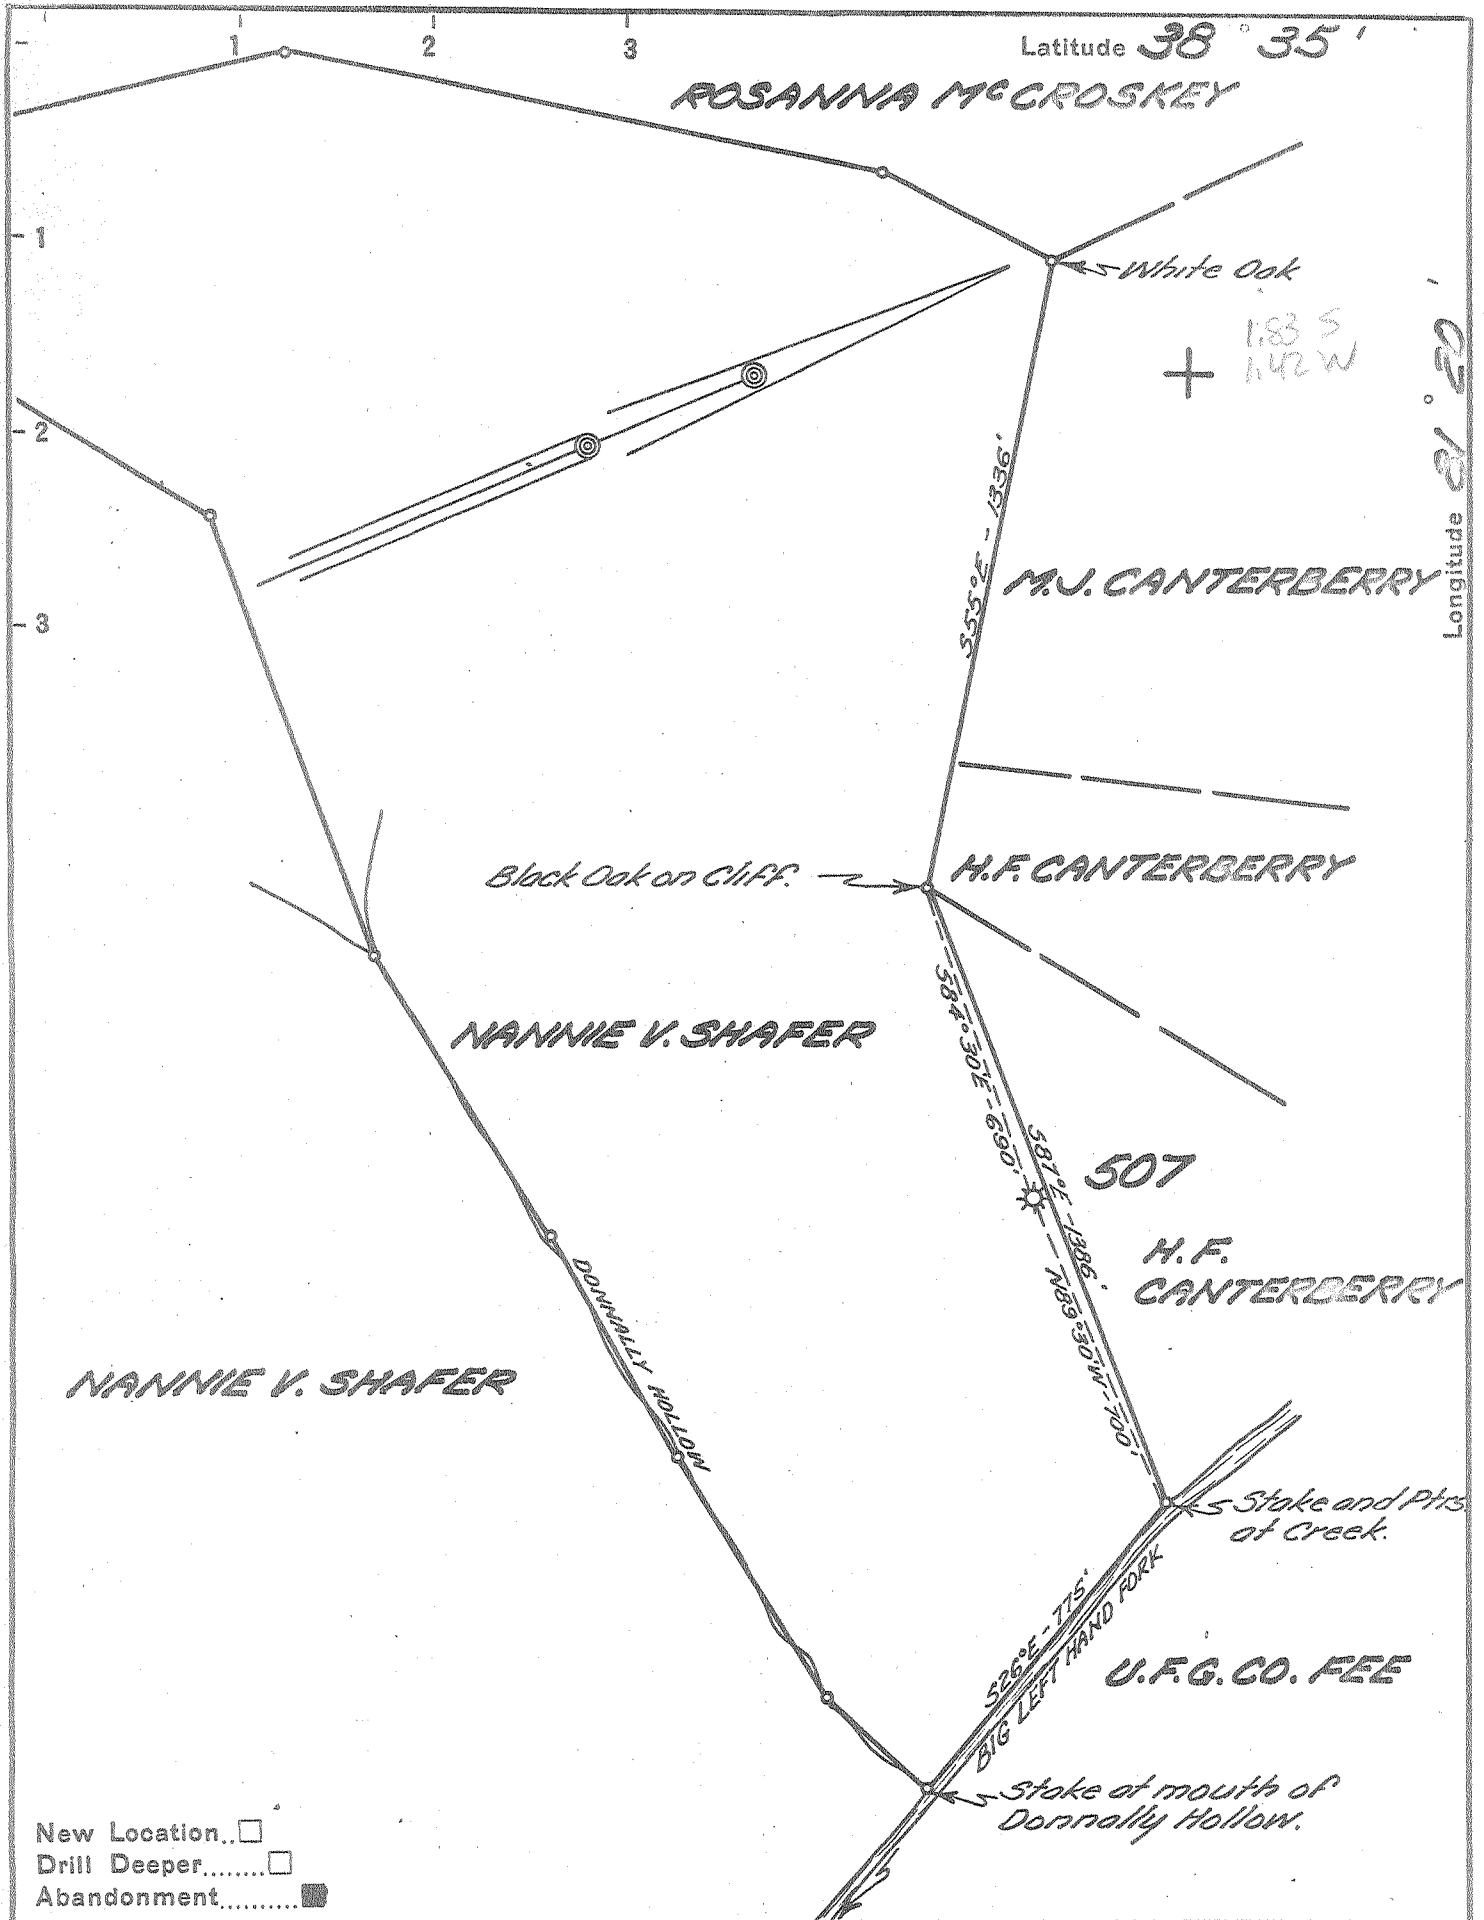 1 2 3 Latitude 38° 35'
ROSANNA McCROSKEY
1
White Oak
1.83 S
1.42 W
Longitude 81° 20'
2
S55°E - 1336'
M.J. CANTERBERRY
3
Black Oak on Cliff.
H.F. CANTERBERRY
S84°30'E - 690'
NANNIE V. SHAFER
507
S87°E - 1386'
H.F.
CANTERBERRY
N89°30'W - 700'
DONNALLY HOLLOW
NANNIE V. SHAFER
Stake and Ptrs.
at Creek.
S26°E - 775'
BIG LEFT HAND FORK
U.F.G. CO. FEE
Stake at mouth of
Donnally Hollow.
New Location..
Drill Deeper........
Abandonment..........